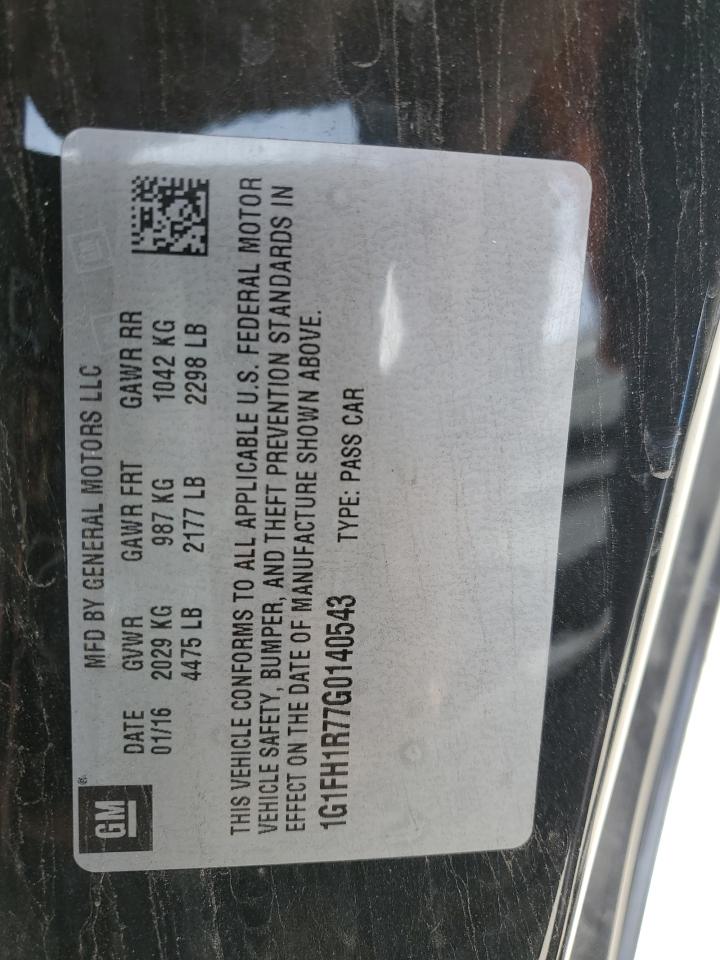 GM®
MFD BY GENERAL MOTORS LLC
DATE GVWR GAWR FRT GAWR RR
01/16 2029 KG 987 KG 1042 KG
4475 LB 2177 LB 2298 LB
THIS VEHICLE CONFORMS TO ALL APPLICABLE U.S. FEDERAL MOTOR
VEHICLE SAFETY, BUMPER, AND THEFT PREVENTION STANDARDS IN
EFFECT ON THE DATE OF MANUFACTURE SHOWN ABOVE.
1G1FH1R77G0140543 TYPE: PASS CAR